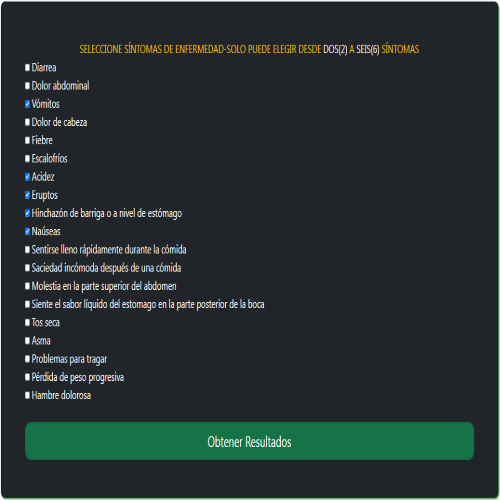 SELECCIONE SÍNTOMAS DE ENFERMEDAD-SOLO PUEDE ELEGIR DESDE DOS(2) A SEIS(6) SÍNTOMAS
Diarrea
Dolor abdominal
Vómitos
Dolor de cabeza
Fiebre
Escalofríos
Acidez
Eruptos
Hinchazón de barriga o a nivel de estómago
Naúseas
Sentirse lleno rápidamente durante la cómida
Saciedad incómoda después de una cómida
Molestia en la parte superior del abdomen
Siente el sabor líquido del estomago en la parte posterior de la boca
Tos seca
Asma
Problemas para tragar
Pérdida de peso progresiva
Hambre dolorosa
Obtener Resultados